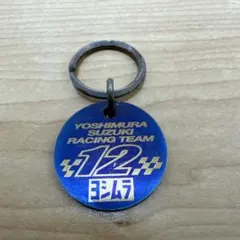 YOSHIMURA
SUZUKI
RACING TEAM
12
ヨシムラ